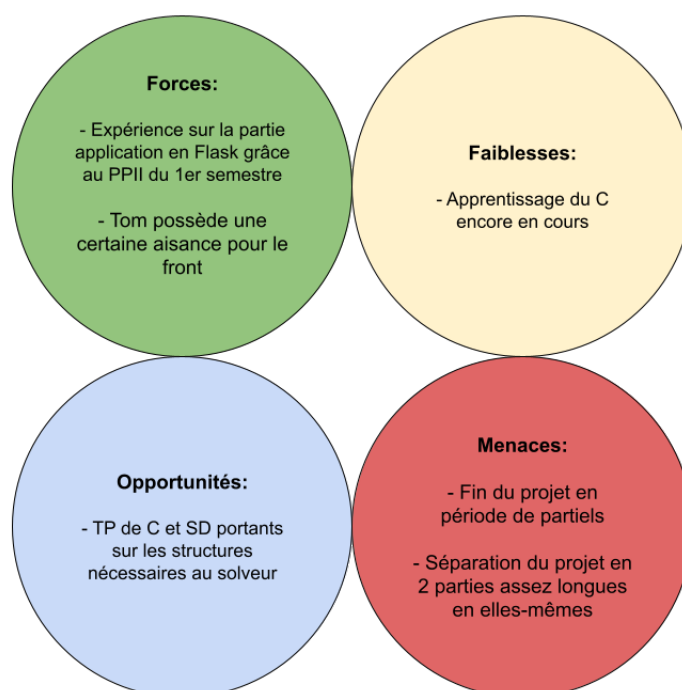 Forces:
- Expérience sur la partie
application en Flask grâce
au PPII du 1er semestre
- Tom possède une
certaine aisance pour le
front
Faiblesses:
- Apprentissage du C
encore en cours
Opportunités:
- TP de C et SD portants
sur les structures
nécessaires au solveur
Menaces:
- Fin du projet en
période de partiels
- Séparation du projet en
2 parties assez longues
en elles-mêmes